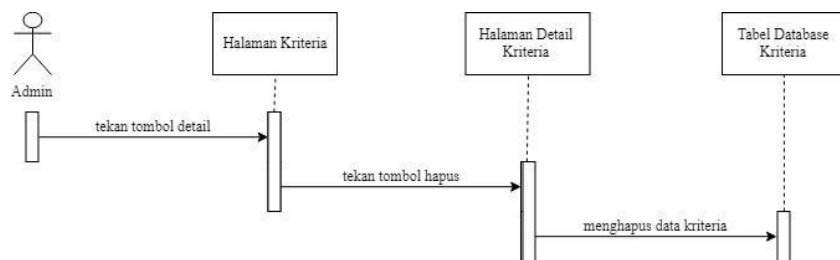 Halaman Kriteria
Halaman Detail
Kriteria
Tabel Database
Kriteria
Admin
tekan tombol detail
tekan tombol hapus
menghapus data kriteria